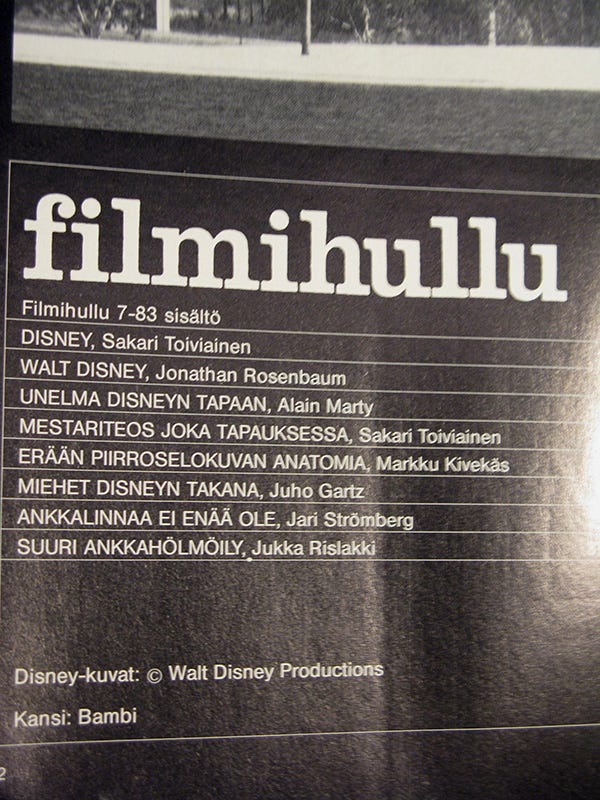 filmihullu
Filmihullu 7-83 sisältö
DISNEY, Sakari Toiviainen
WALT DISNEY, Jonathan Rosenbaum
UNELMA DISNEYN TAPAAN, Alain Marty
MESTARITEOS JOKA TAPAUKSESSA, Sakari Toiviainen
ERÄÄN PIIRROSELOKUVAN ANATOMIA, Markku Kivekäs
MIEHET DISNEYN TAKANA, Juho Gartz
ANKKALINNAA EI ENÄÄ OLE, Jari Strömberg
SUURI ANKKAHÖLMÖILY, Jukka Rislakki
Disney-kuvat: © Walt Disney Productions
Kansi: Bambi
2